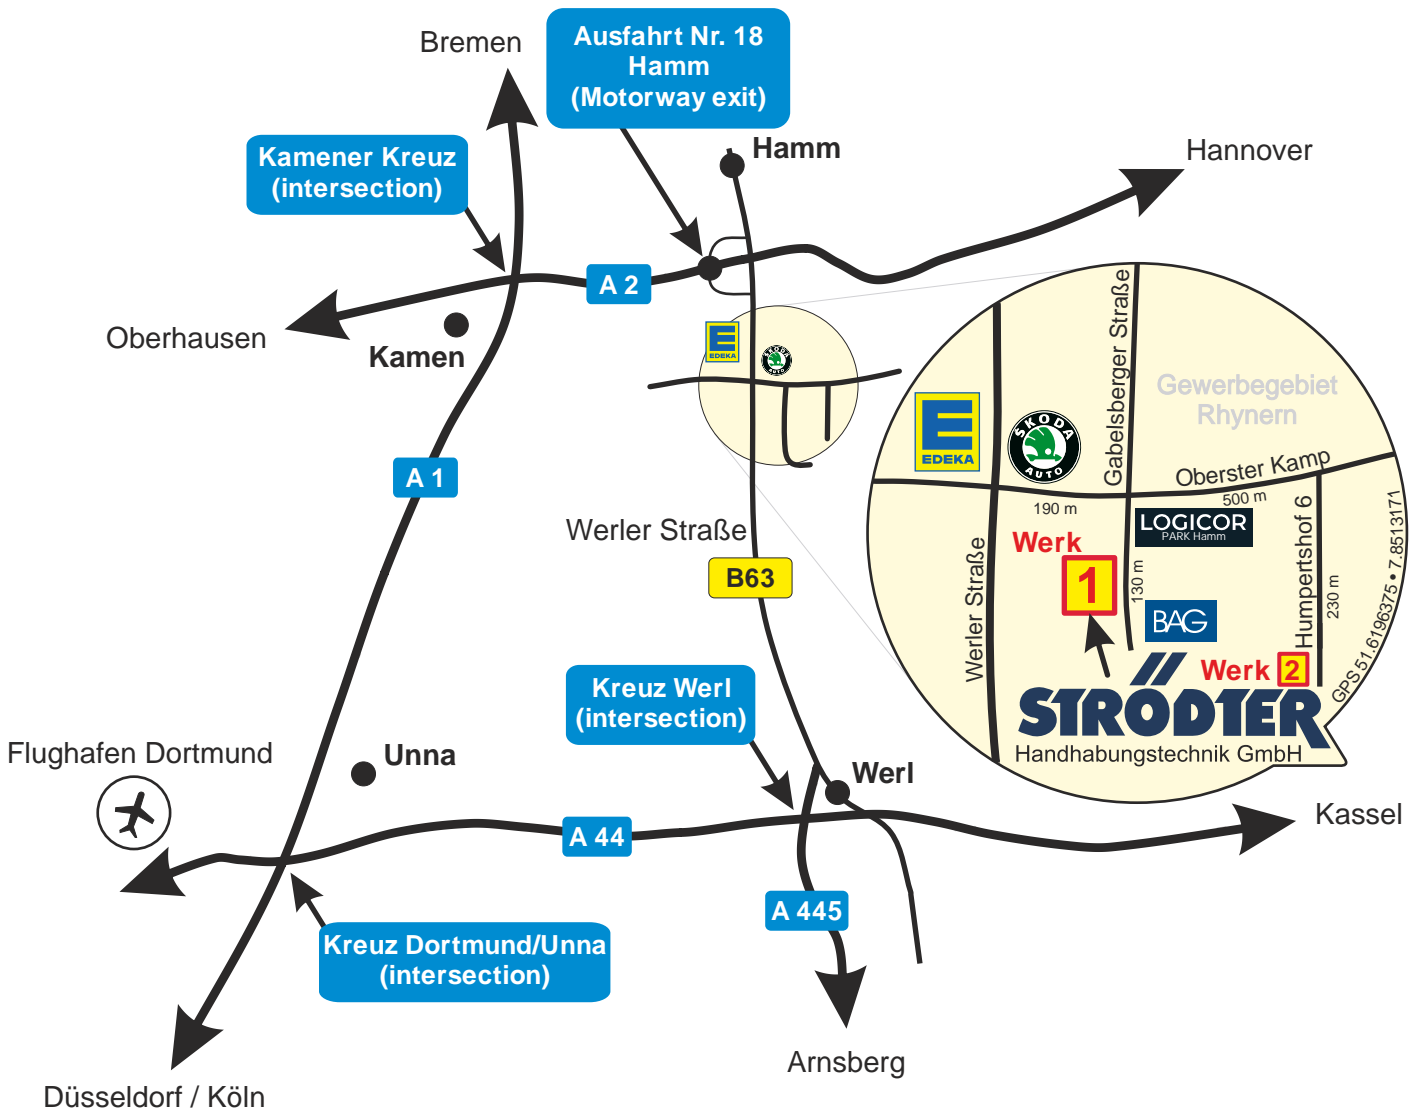 Bremen
Ausfahrt Nr. 18
Hamm
(Motorway exit)
Kamener Kreuz
(intersection)
Hamm
Hannover
A 2
Oberhausen
Kamen
EDEKA
ŠKODA
AUTO
A 1
Werler Straße
B63
Gabelsberger Straße
Gewerbegebiet
Rhynern
EDEKA
ŠKODA
AUTO
Oberster Kamp
190 m
500 m
LOGICOR
PARK Hamm
Werk
1
130 m
Humpertshof 6
230 m
BAG
Werler Straße
Werk 2
GPS 51.6196375 • 7.8513171
STRÖDTER
Handhabungstechnik GmbH
Kreuz Werl
(intersection)
Flughafen Dortmund
Unna
Werl
Kassel
A 44
A 445
Kreuz Dortmund/Unna
(intersection)
Arnsberg
Düsseldorf / Köln